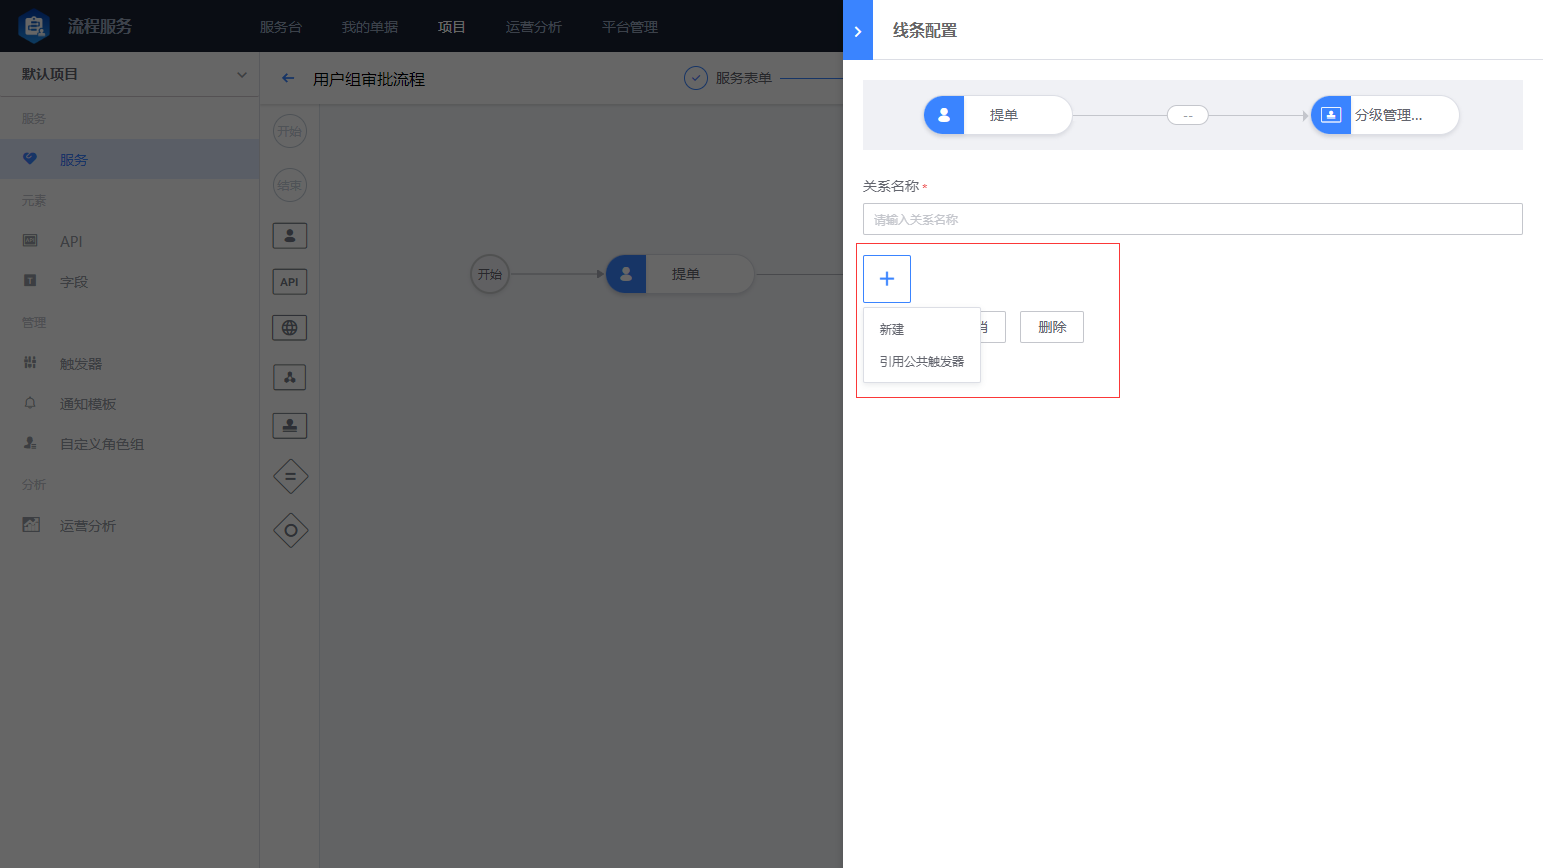 流程服务
服务台 我的单据 项目 运营分析 平台管理
线条配置
默认项目
用户组审批流程
服务表单
服务
服务
元素
API
字段
管理
触发器
通知模板
自定义角色组
分析
运营分析
开始
结束
API
开始
提单
提单
--
分级管理...
关系名称 *
请输入关系名称
新建
引用公共触发器
删除